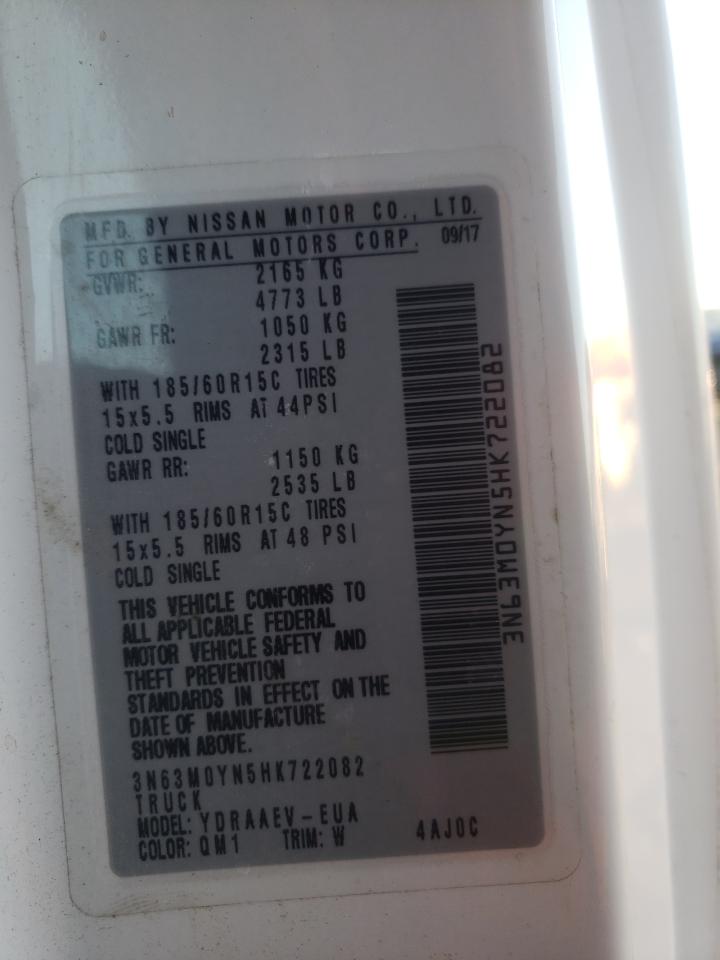 MFD. BY NISSAN MOTOR CO., LTD.
FOR GENERAL MOTORS CORP. 09/17
GVWR: 2165 KG
4773 LB
GAWR FR: 1050 KG
2315 LB
WITH 185/60R15C TIRES
15x5.5 RIMS AT 44PSI
COLD SINGLE
GAWR RR: 1150 KG
2535 LB
WITH 185/60R15C TIRES
15x5.5 RIMS AT 48 PSI
COLD SINGLE
THIS VEHICLE CONFORMS TO
ALL APPLICABLE FEDERAL
MOTOR VEHICLE SAFETY AND
THEFT PREVENTION
STANDARDS IN EFFECT ON THE
DATE OF MANUFACTURE
SHOWN ABOVE.
3N63M0YN5HK722082
TRUCK
MODEL: YDRAAEV-EUA
COLOR: QM1 TRIM: W 4AJ0C
3N63M0YN5HK722082